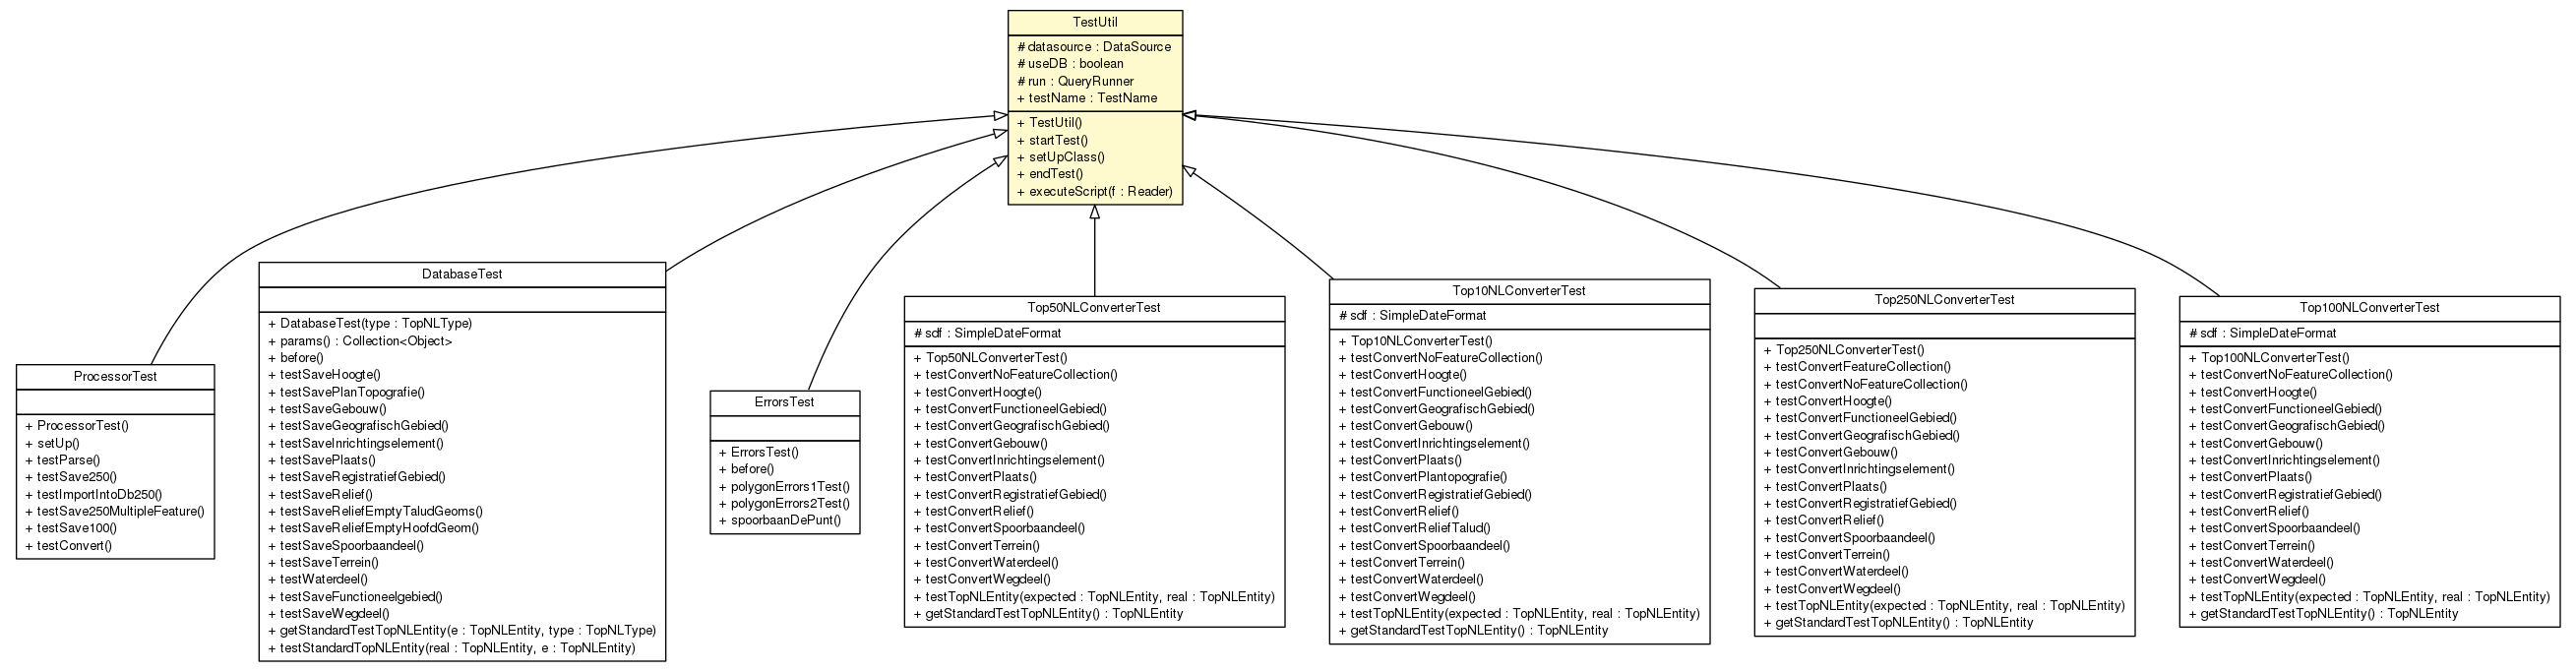 TestUtil
# datasource : DataSource
# useDB : boolean
# run : QueryRunner
+ testName : TestName
+ TestUtil()
+ startTest()
+ setUpClass()
+ endTest()
+ executeScript(f : Reader)
ProcessorTest
+ ProcessorTest()
+ setUp()
+ testParse()
+ testSave250()
+ testImportIntoDb250()
+ testSave250MultipleFeature()
+ testSave100()
+ testConvert()
DatabaseTest
+ DatabaseTest(type : TopNLType)
+ params() : Collection<Object>
+ before()
+ testSaveHoogte()
+ testSavePlanTopografie()
+ testSaveGebouw()
+ testSaveGeografischGebied()
+ testSaveInrichtingselement()
+ testSavePlaats()
+ testSaveRegistratiefGebied()
+ testSaveRelief()
+ testSaveReliefEmptyTaludGeoms()
+ testSaveReliefEmptyHoofdGeom()
+ testSaveSpoorbaandeel()
+ testSaveTerrein()
+ testWaterdeel()
+ testSaveFunctioneelgebied()
+ testSaveWegdeel()
+ getStandardTestTopNLEntity(e : TopNLEntity, type : TopNLType)
+ testStandardTopNLEntity(real : TopNLEntity, e : TopNLEntity)
ErrorsTest
+ ErrorsTest()
+ before()
+ polygonErrors1Test()
+ polygonErrors2Test()
+ spoorbaanDePunt()
Top50NLConverterTest
# sdf : SimpleDateFormat
+ Top50NLConverterTest()
+ testConvertNoFeatureCollection()
+ testConvertHoogte()
+ testConvertFunctioneelGebied()
+ testConvertGeografischGebied()
+ testConvertGebouw()
+ testConvertInrichtingselement()
+ testConvertPlaats()
+ testConvertRegistratiefGebied()
+ testConvertRelief()
+ testConvertSpoorbaandeel()
+ testConvertTerrein()
+ testConvertWaterdeel()
+ testConvertWegdeel()
+ testTopNLEntity(expected : TopNLEntity, real : TopNLEntity)
+ getStandardTestTopNLEntity() : TopNLEntity
Top10NLConverterTest
# sdf : SimpleDateFormat
+ Top10NLConverterTest()
+ testConvertNoFeatureCollection()
+ testConvertHoogte()
+ testConvertFunctioneelGebied()
+ testConvertGeografischGebied()
+ testConvertGebouw()
+ testConvertInrichtingselement()
+ testConvertPlaats()
+ testConvertPlantopografie()
+ testConvertRegistratiefGebied()
+ testConvertRelief()
+ testConvertReliefTalud()
+ testConvertSpoorbaandeel()
+ testConvertTerrein()
+ testConvertWaterdeel()
+ testConvertWegdeel()
+ testTopNLEntity(expected : TopNLEntity, real : TopNLEntity)
+ getStandardTestTopNLEntity() : TopNLEntity
Top250NLConverterTest
+ Top250NLConverterTest()
+ testConvertFeatureCollection()
+ testConvertNoFeatureCollection()
+ testConvertHoogte()
+ testConvertFunctioneelGebied()
+ testConvertGeografischGebied()
+ testConvertGebouw()
+ testConvertInrichtingselement()
+ testConvertPlaats()
+ testConvertRegistratiefGebied()
+ testConvertRelief()
+ testConvertSpoorbaandeel()
+ testConvertTerrein()
+ testConvertWaterdeel()
+ testConvertWegdeel()
+ testTopNLEntity(expected : TopNLEntity, real : TopNLEntity)
+ getStandardTestTopNLEntity() : TopNLEntity
Top100NLConverterTest
# sdf : SimpleDateFormat
+ Top100NLConverterTest()
+ testConvertNoFeatureCollection()
+ testConvertHoogte()
+ testConvertFunctioneelGebied()
+ testConvertGeografischGebied()
+ testConvertGebouw()
+ testConvertInrichtingselement()
+ testConvertPlaats()
+ testConvertRegistratiefGebied()
+ testConvertRelief()
+ testConvertSpoorbaandeel()
+ testConvertTerrein()
+ testConvertWaterdeel()
+ testConvertWegdeel()
+ testTopNLEntity(expected : TopNLEntity, real : TopNLEntity)
+ getStandardTestTopNLEntity() : TopNLEntity